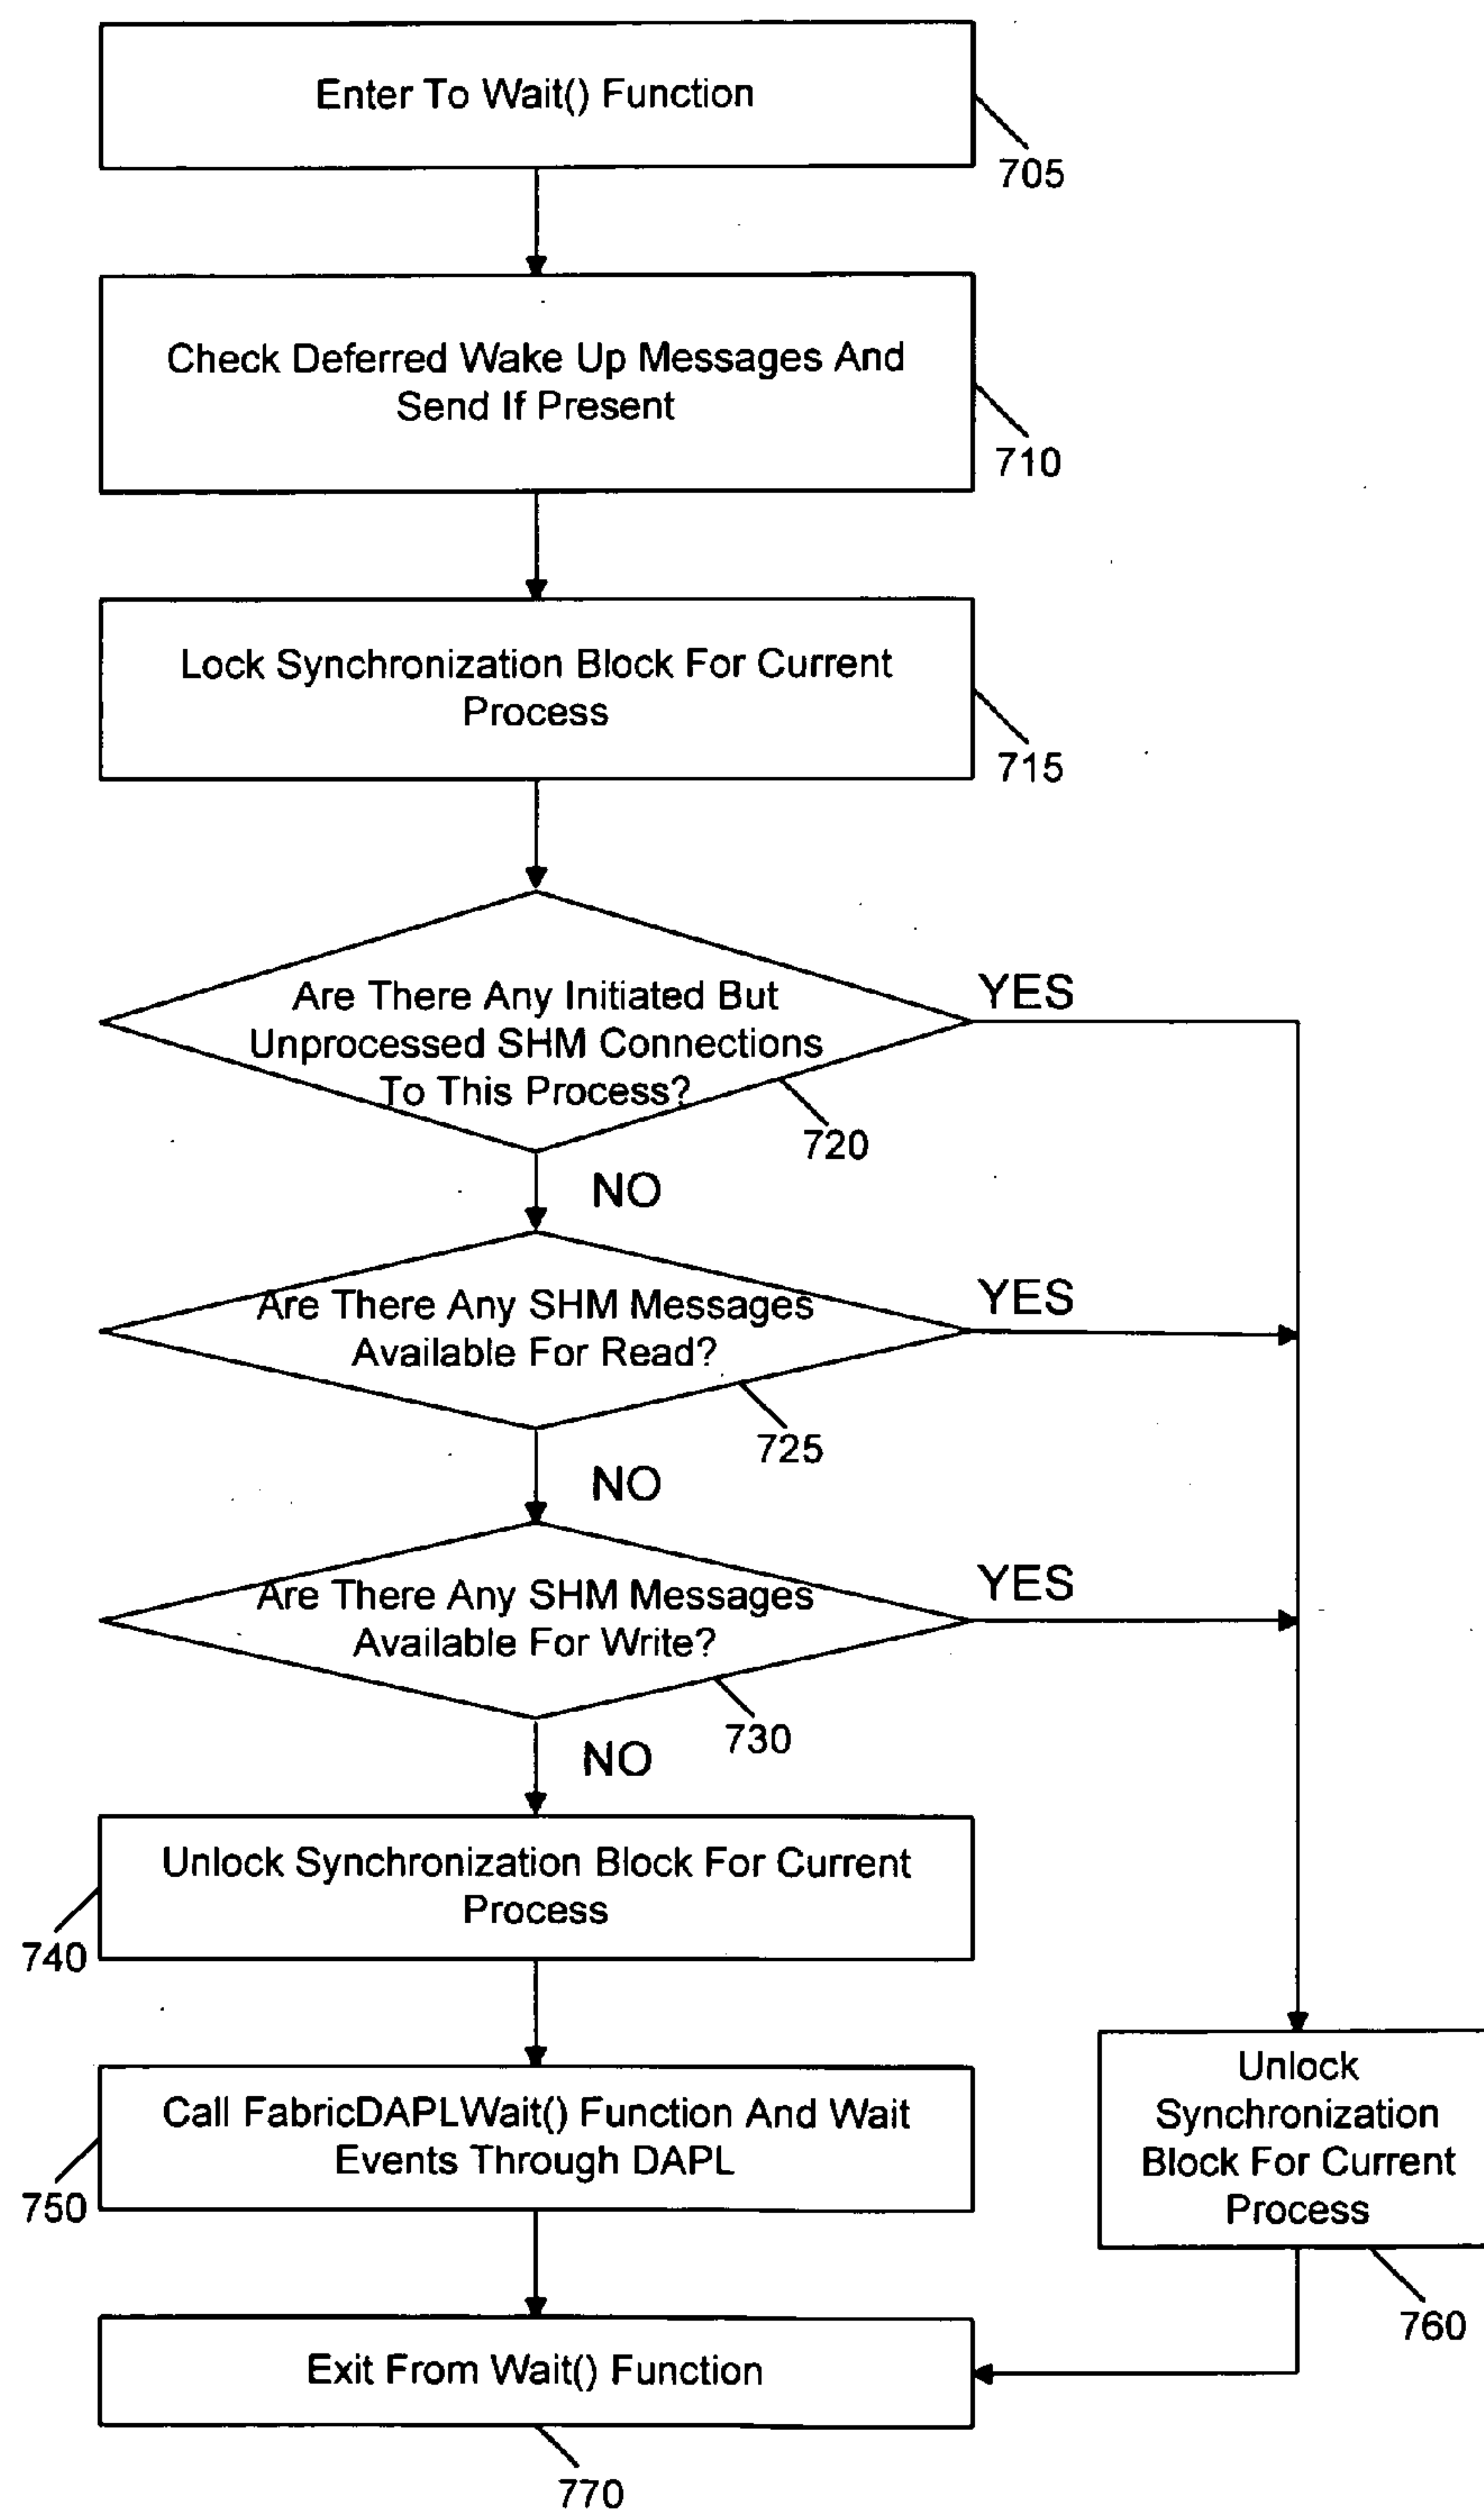 Enter To Wait() Function
705
Check Deferred Wake Up Messages And
Send If Present
710
Lock Synchronization Block For Current
Process
715
Are There Any Initiated But
Unprocessed SHM Connections
To This Process?
YES
720
NO
Are There Any SHM Messages
Available For Read?
YES
725
NO
Are There Any SHM Messages
Available For Write?
YES
730
NO
Unlock Synchronization Block For Current
Process
740
Call FabricDAPLWait() Function And Wait
Events Through DAPL
750
Unlock
Synchronization
Block For Current
Process
760
Exit From Wait() Function
770